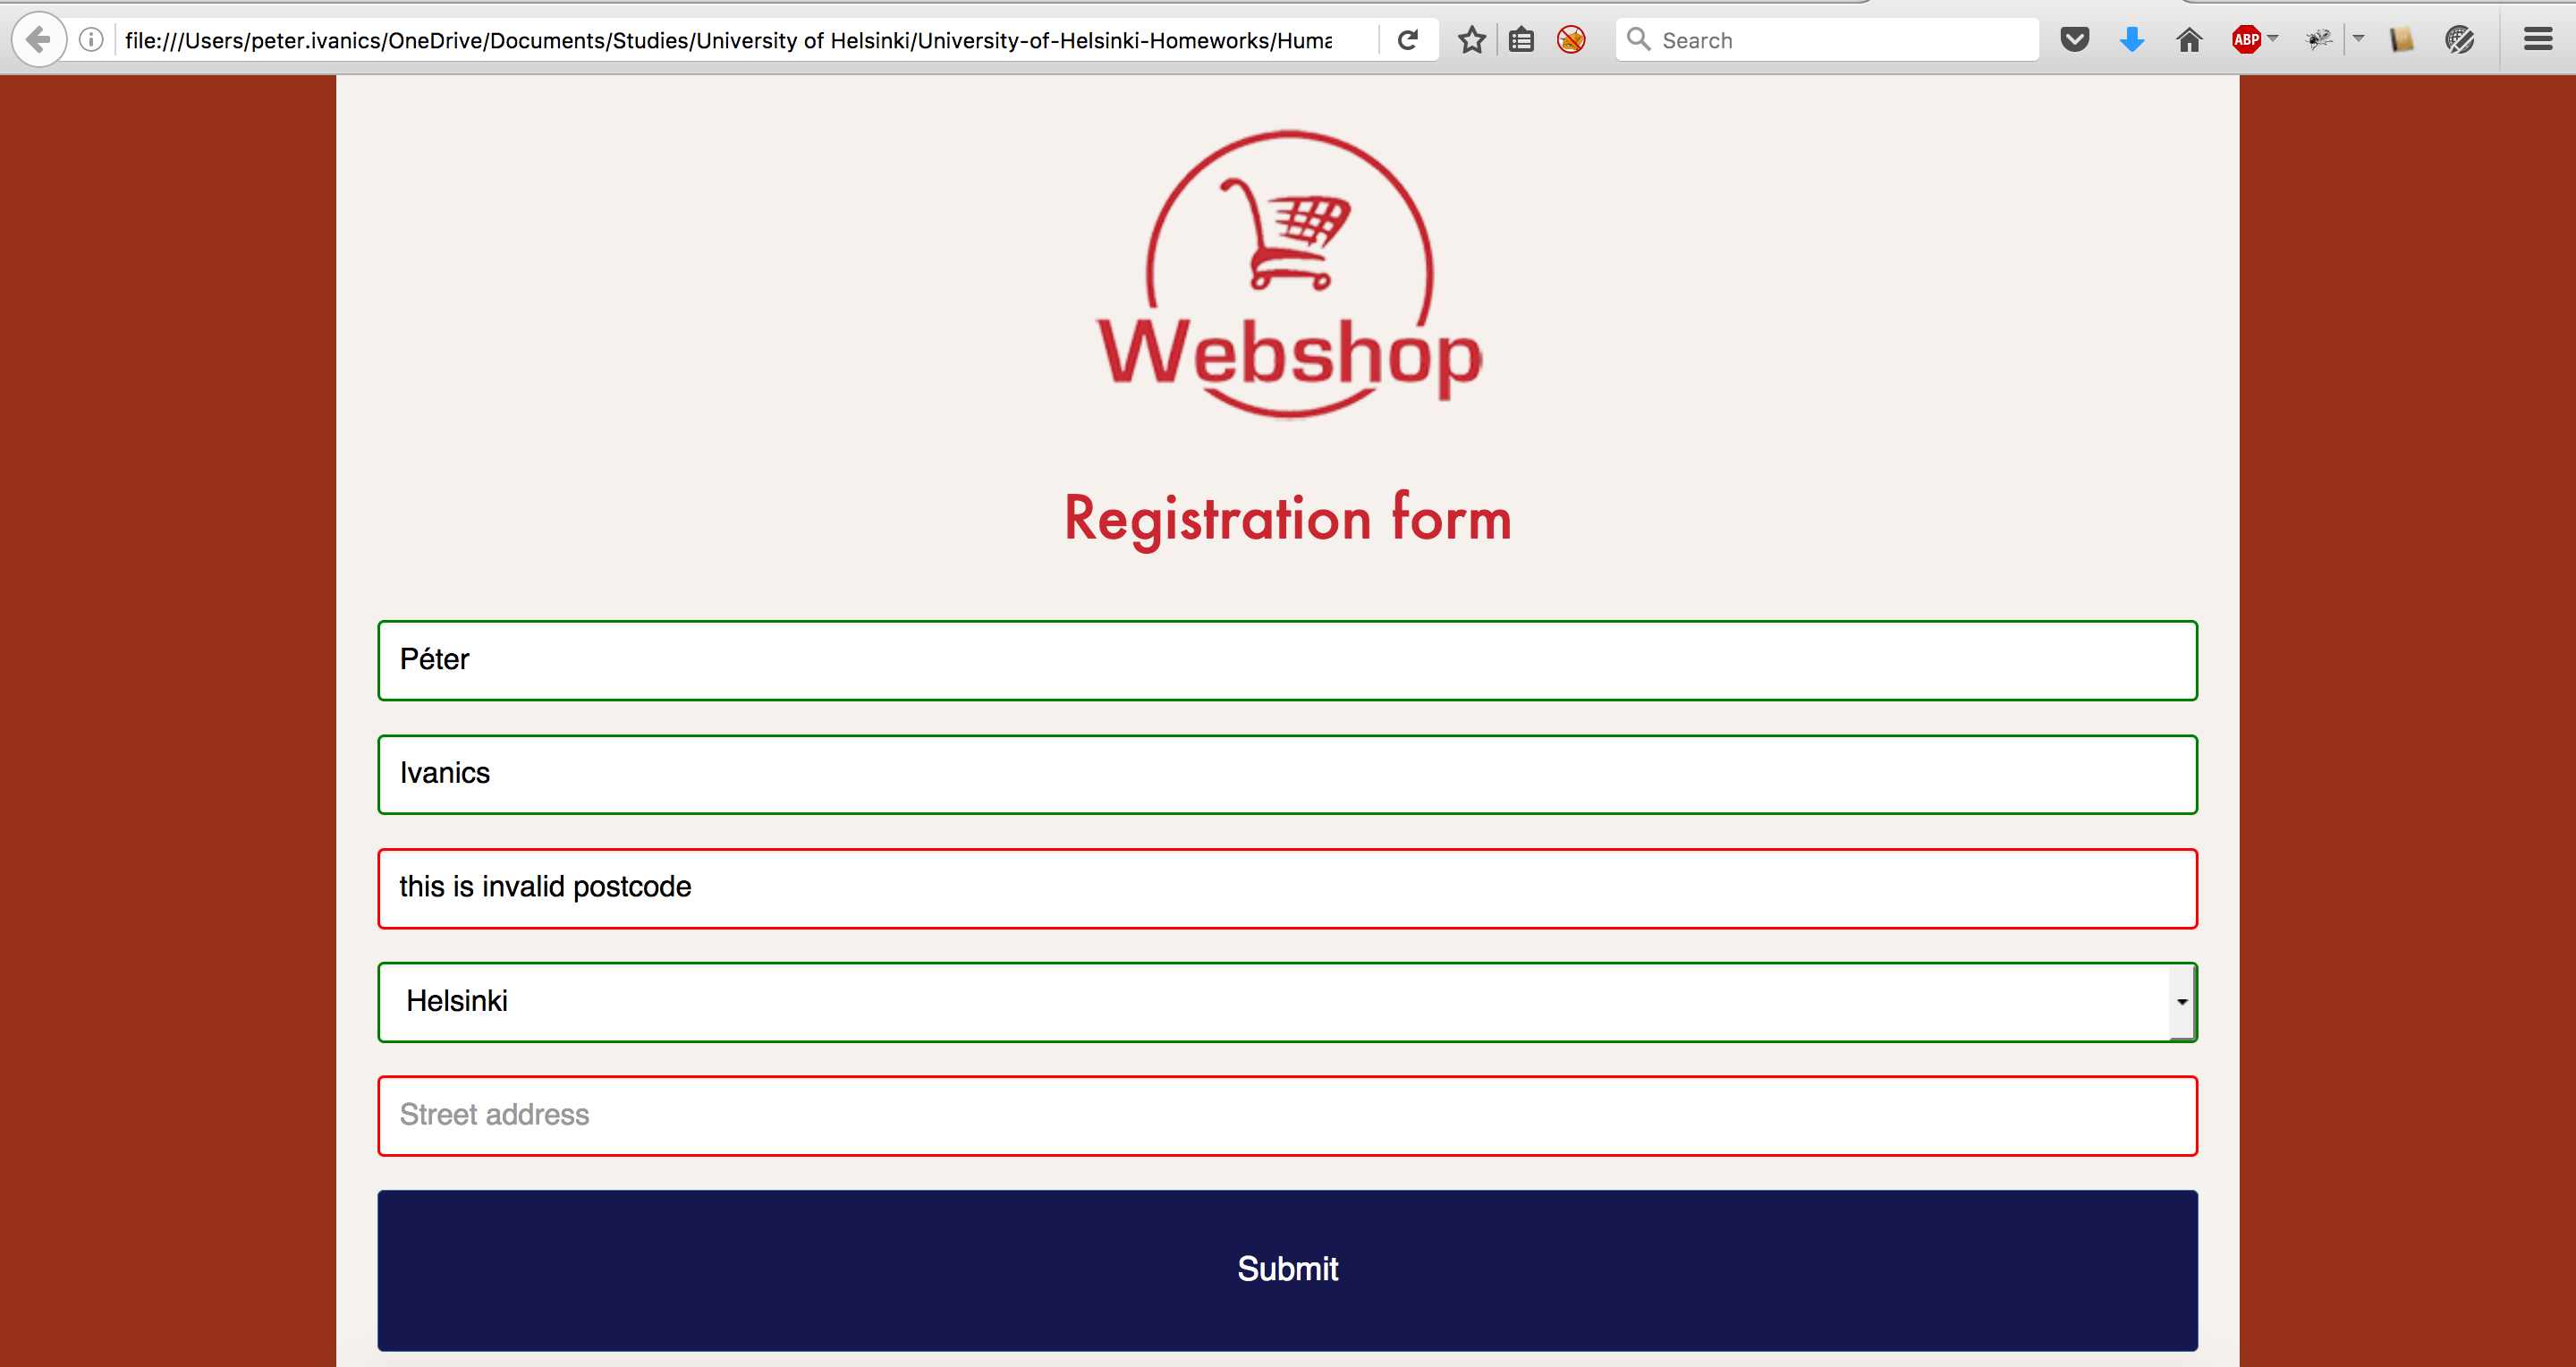 file:///Users/peter.ivanics/OneDrive/Documents/Studies/University of Helsinki/University-of-Helsinki-Homeworks/Huma
Search
ABP
Webshop
Registration form
Péter
Ivanics
this is invalid postcode
Helsinki
Street address
Submit